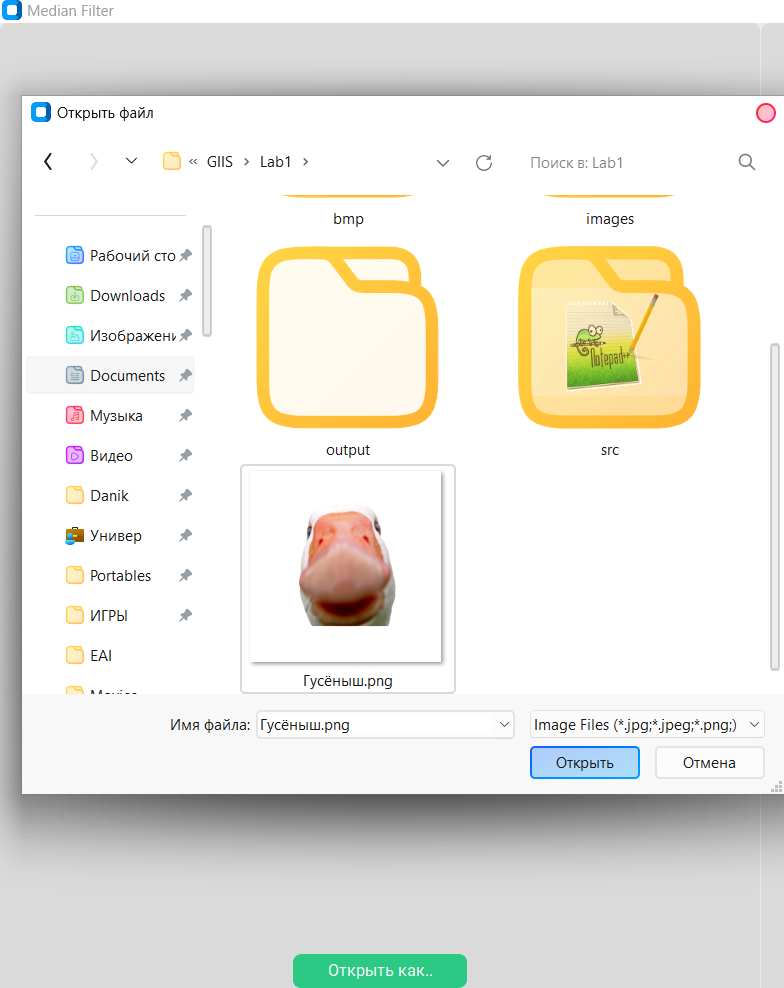 Median Filter
Открыть файл
« GIIS › Lab1 ›
Поиск в: Lab1
bmp
images
Рабочий сто
Downloads
Изображени
Documents
Музыка
Видео
Danik
Универ
Portables
ИГРЫ
EAI
Notepad++
output
src
Гусёныш.png
Имя файла:
Гусёныш.png
Image Files (*.jpg;*.jpeg;*.png;)
Открыть
Отмена
Открыть как..